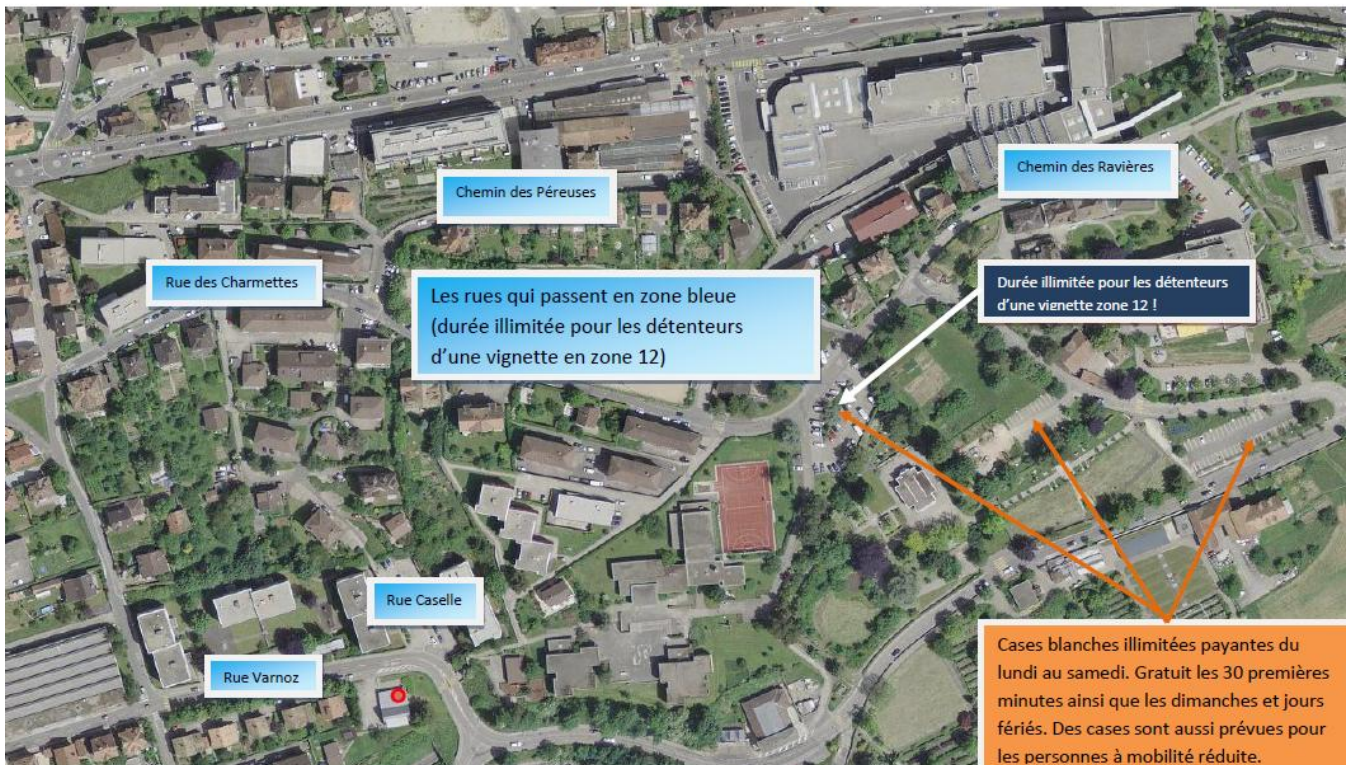 Chemin des Péreuses
Chemin des Ravières
Rue des Charmettes
Les rues qui passent en zone bleue
(durée illimitée pour les détenteurs
d’une vignette en zone 12)
Durée illimitée pour les détenteurs
d’une vignette zone 12 !
Rue Caselle
Rue Varnoz
Cases blanches illimitées payantes du
lundi au samedi. Gratuit les 30 premières
minutes ainsi que les dimanches et jours
fériés. Des cases sont aussi prévues pour
les personnes à mobilité réduite.